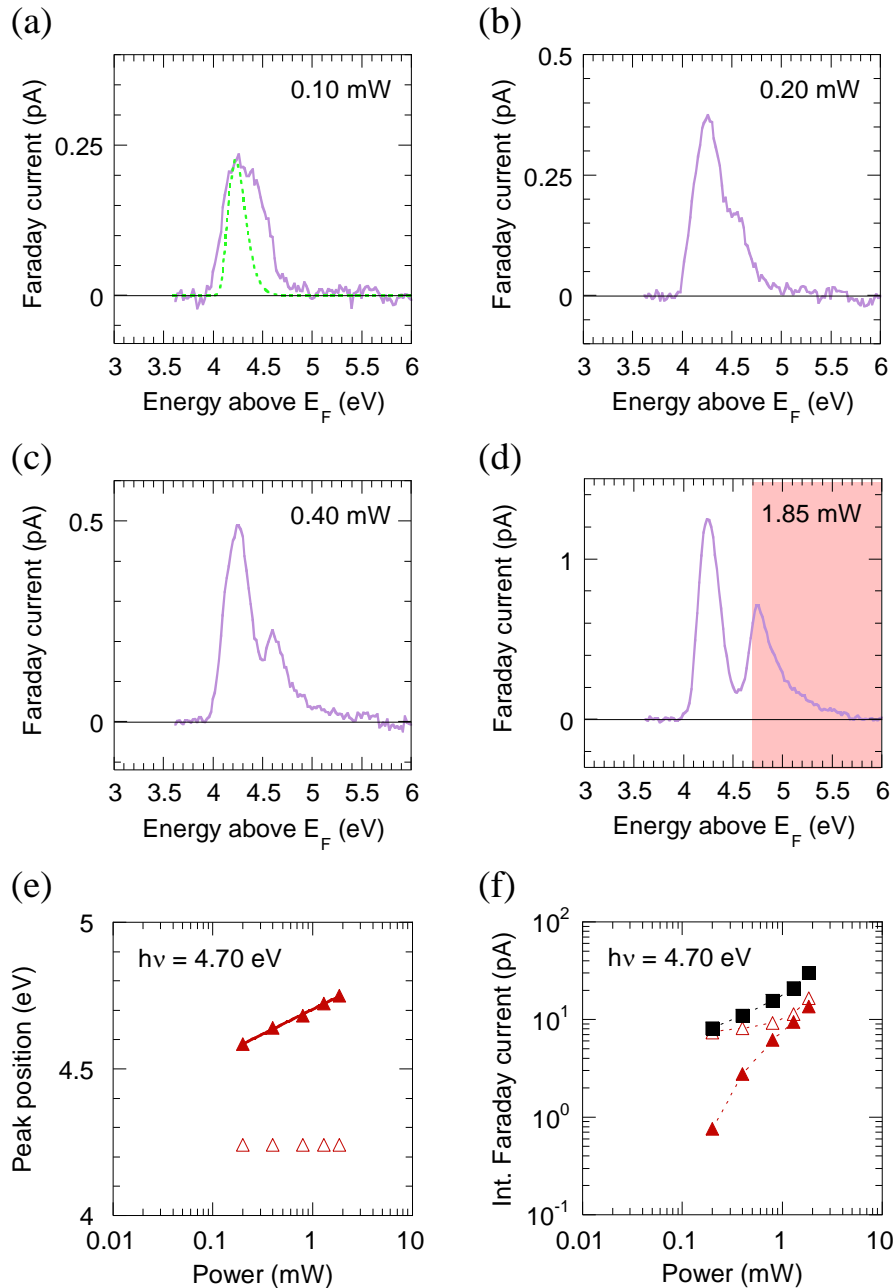 (a)
0.10 mW
Faraday current (pA)
0.25
0
3 3.5 4 4.5 5 5.5 6
Energy above E_F (eV)
(b)
0.20 mW
Faraday current (pA)
0.5
0.25
0
3 3.5 4 4.5 5 5.5 6
Energy above E_F (eV)
(c)
0.40 mW
Faraday current (pA)
0.5
0
3 3.5 4 4.5 5 5.5 6
Energy above E_F (eV)
(d)
1.85 mW
Faraday current (pA)
1
0
3 3.5 4 4.5 5 5.5 6
Energy above E_F (eV)
(e)
hν = 4.70 eV
Peak position (eV)
5
4.5
4
0.01 0.1 1 10
Power (mW)
(f)
hν = 4.70 eV
Int. Faraday current (pA)
10^2
10^1
10^0
10^-1
0.01 0.1 1 10
Power (mW)